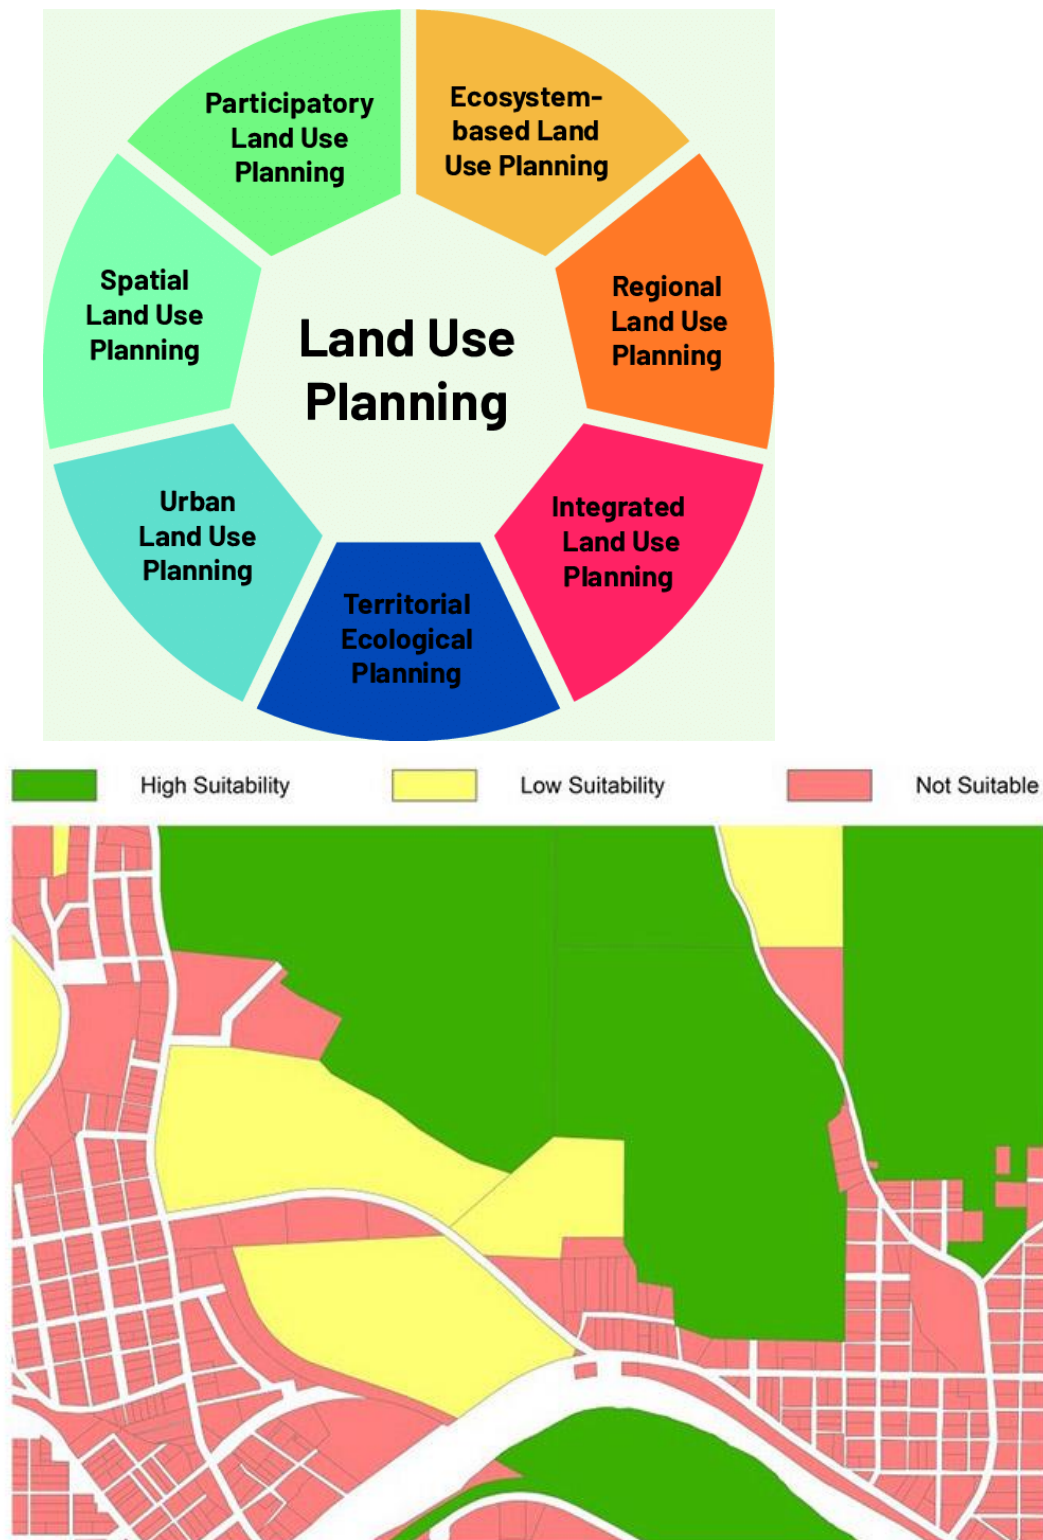 Participatory
Land Use
Planning
Ecosystem-
based Land
Use Planning
Spatial
Land Use
Planning
Regional
Land Use
Planning
Land Use
Planning
Urban
Land Use
Planning
Integrated
Land Use
Planning
Territorial
Ecological
Planning
High Suitability
Low Suitability
Not Suitable